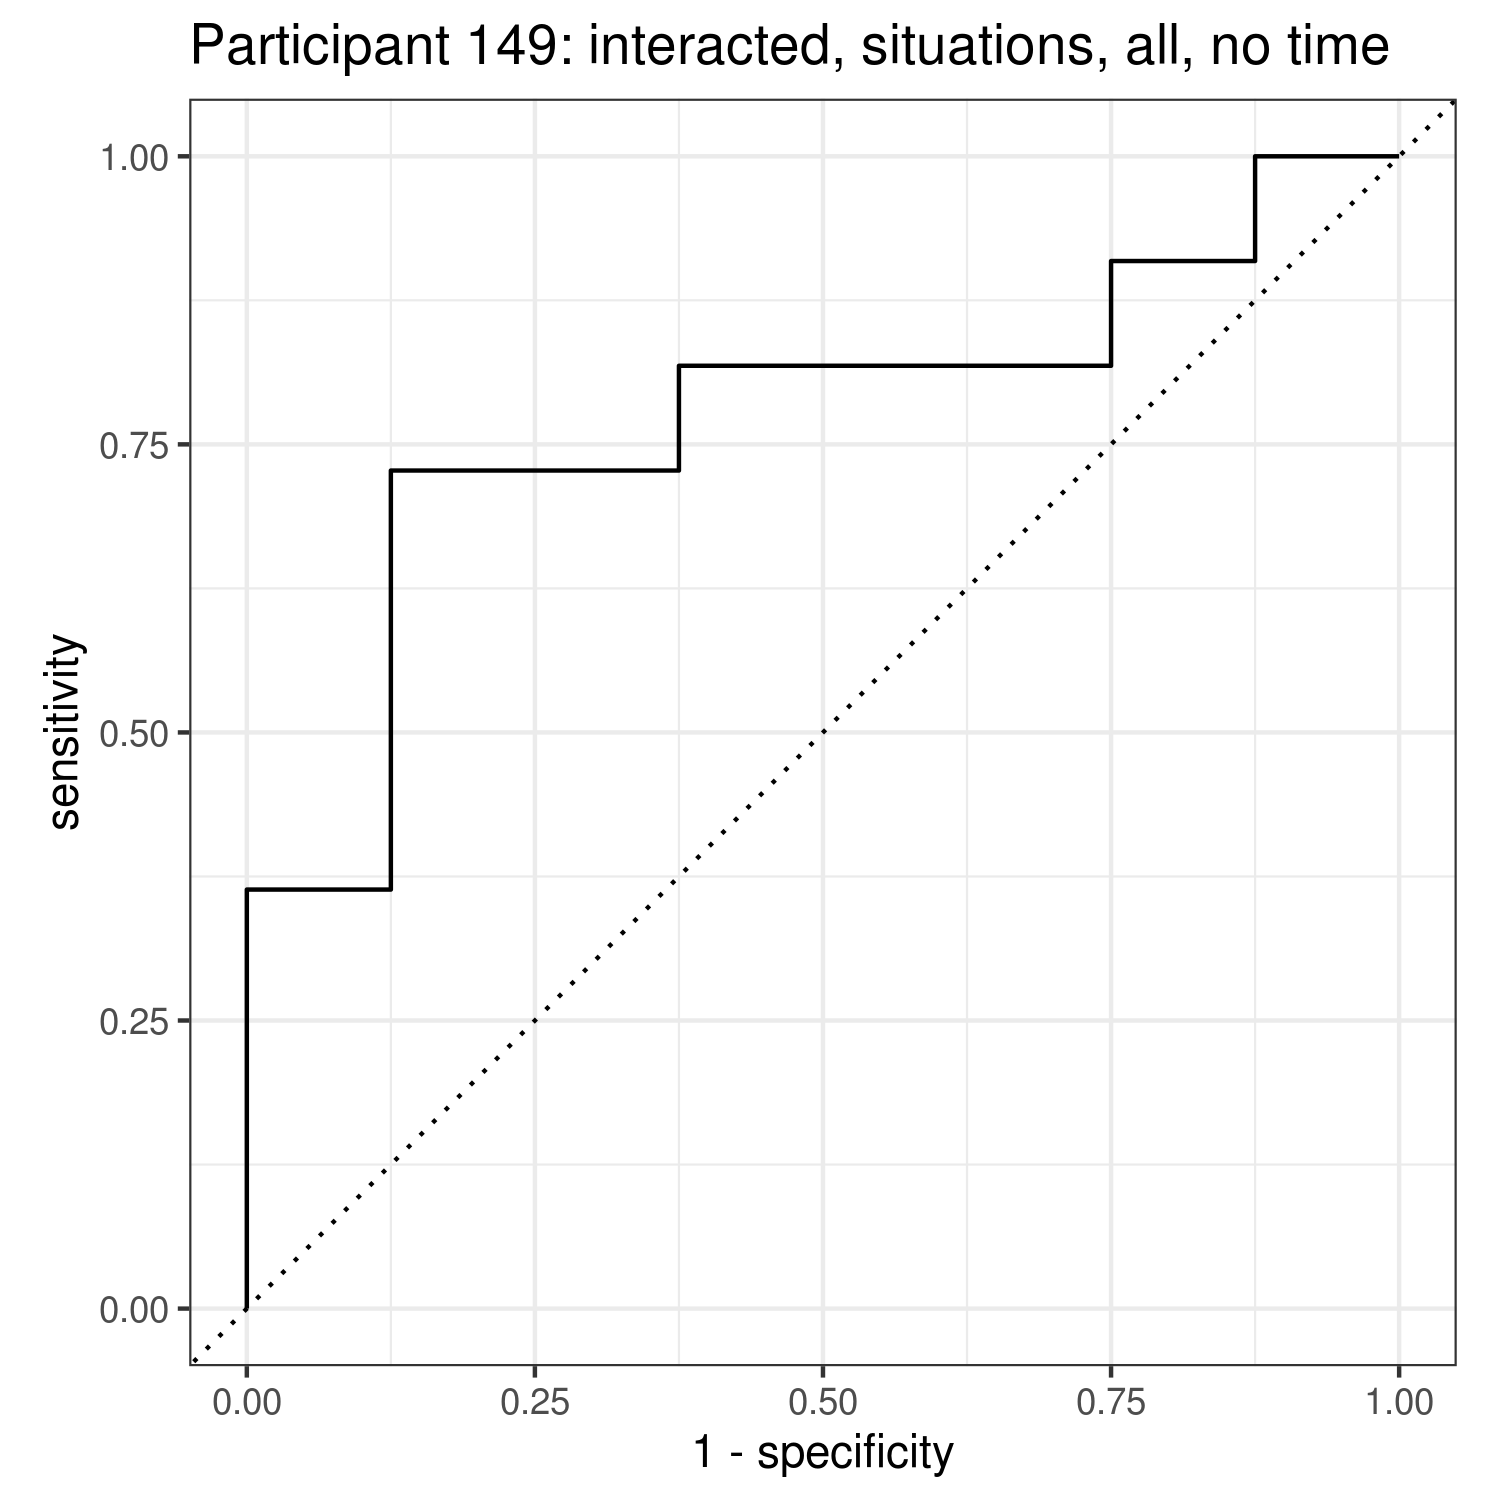 Participant 149: interacted, situations, all, no time
1.00
0.75
0.50
0.25
0.00
sensitivity
0.00 0.25 0.50 0.75 1.00
1 - specificity